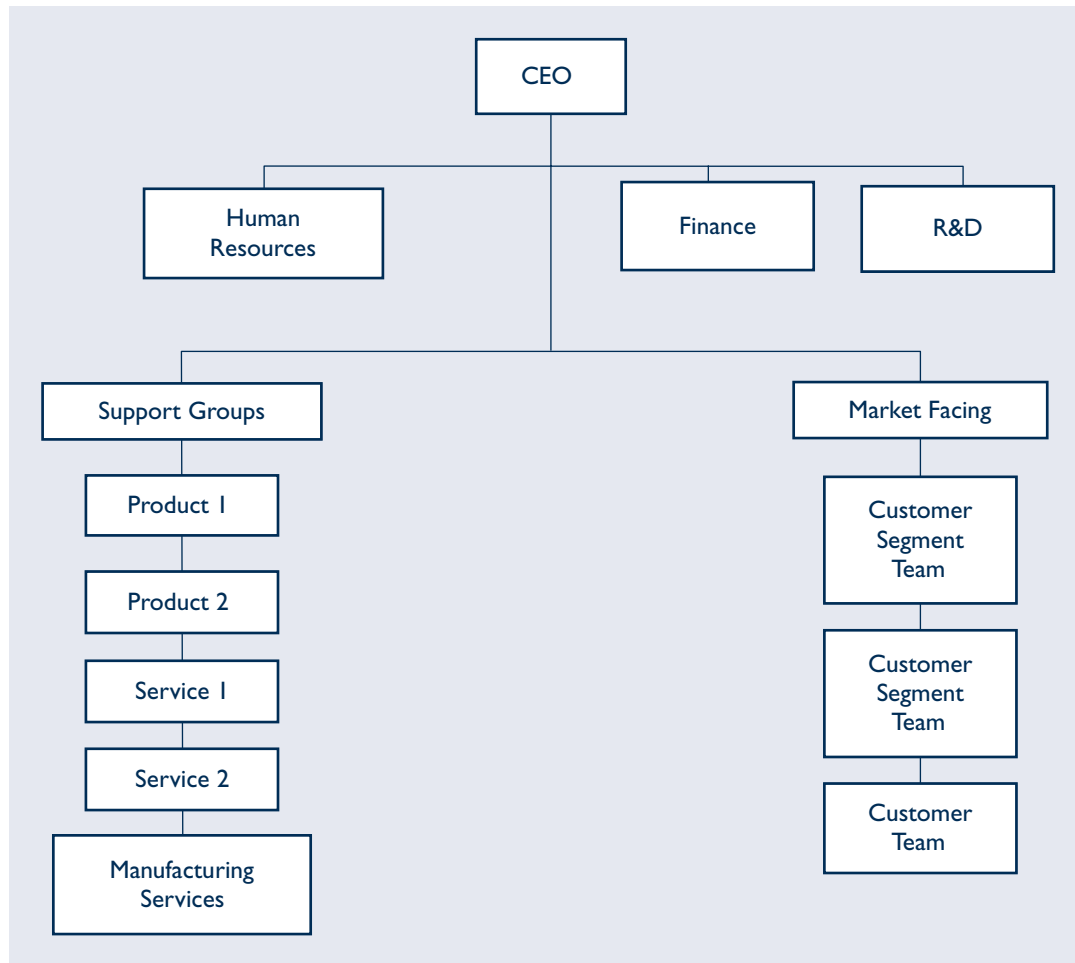 CEO
Human
Resources
Finance
R&D
Support Groups
Market Facing
Product 1
Product 2
Service 1
Service 2
Manufacturing
Services
Customer
Segment
Team
Customer
Segment
Team
Customer
Team